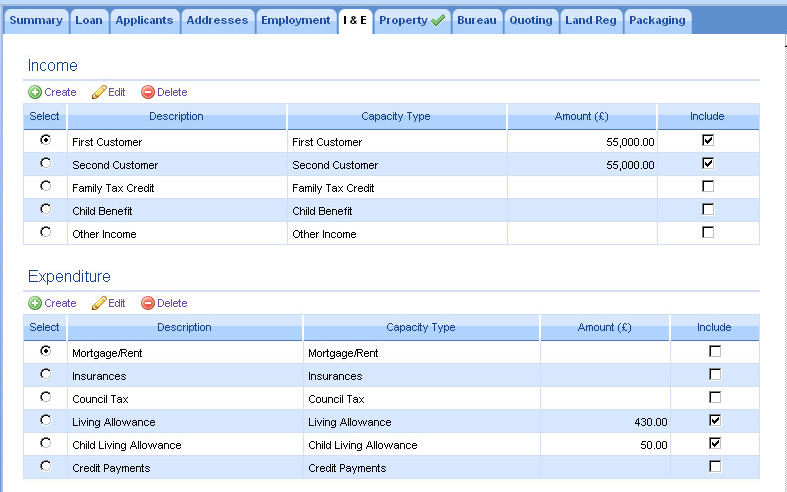 Summary Loan Applicants Addresses Employment I & E Property Bureau Quoting Land Reg Packaging
Income
Create Edit Delete
Select Description Capacity Type Amount (£) Include
First Customer First Customer 55,000.00
Second Customer Second Customer 55,000.00
Family Tax Credit Family Tax Credit
Child Benefit Child Benefit
Other Income Other Income
Expenditure
Create Edit Delete
Select Description Capacity Type Amount (£) Include
Mortgage/Rent Mortgage/Rent
Insurances Insurances
Council Tax Council Tax
Living Allowance Living Allowance 430.00
Child Living Allowance Child Living Allowance 50.00
Credit Payments Credit Payments